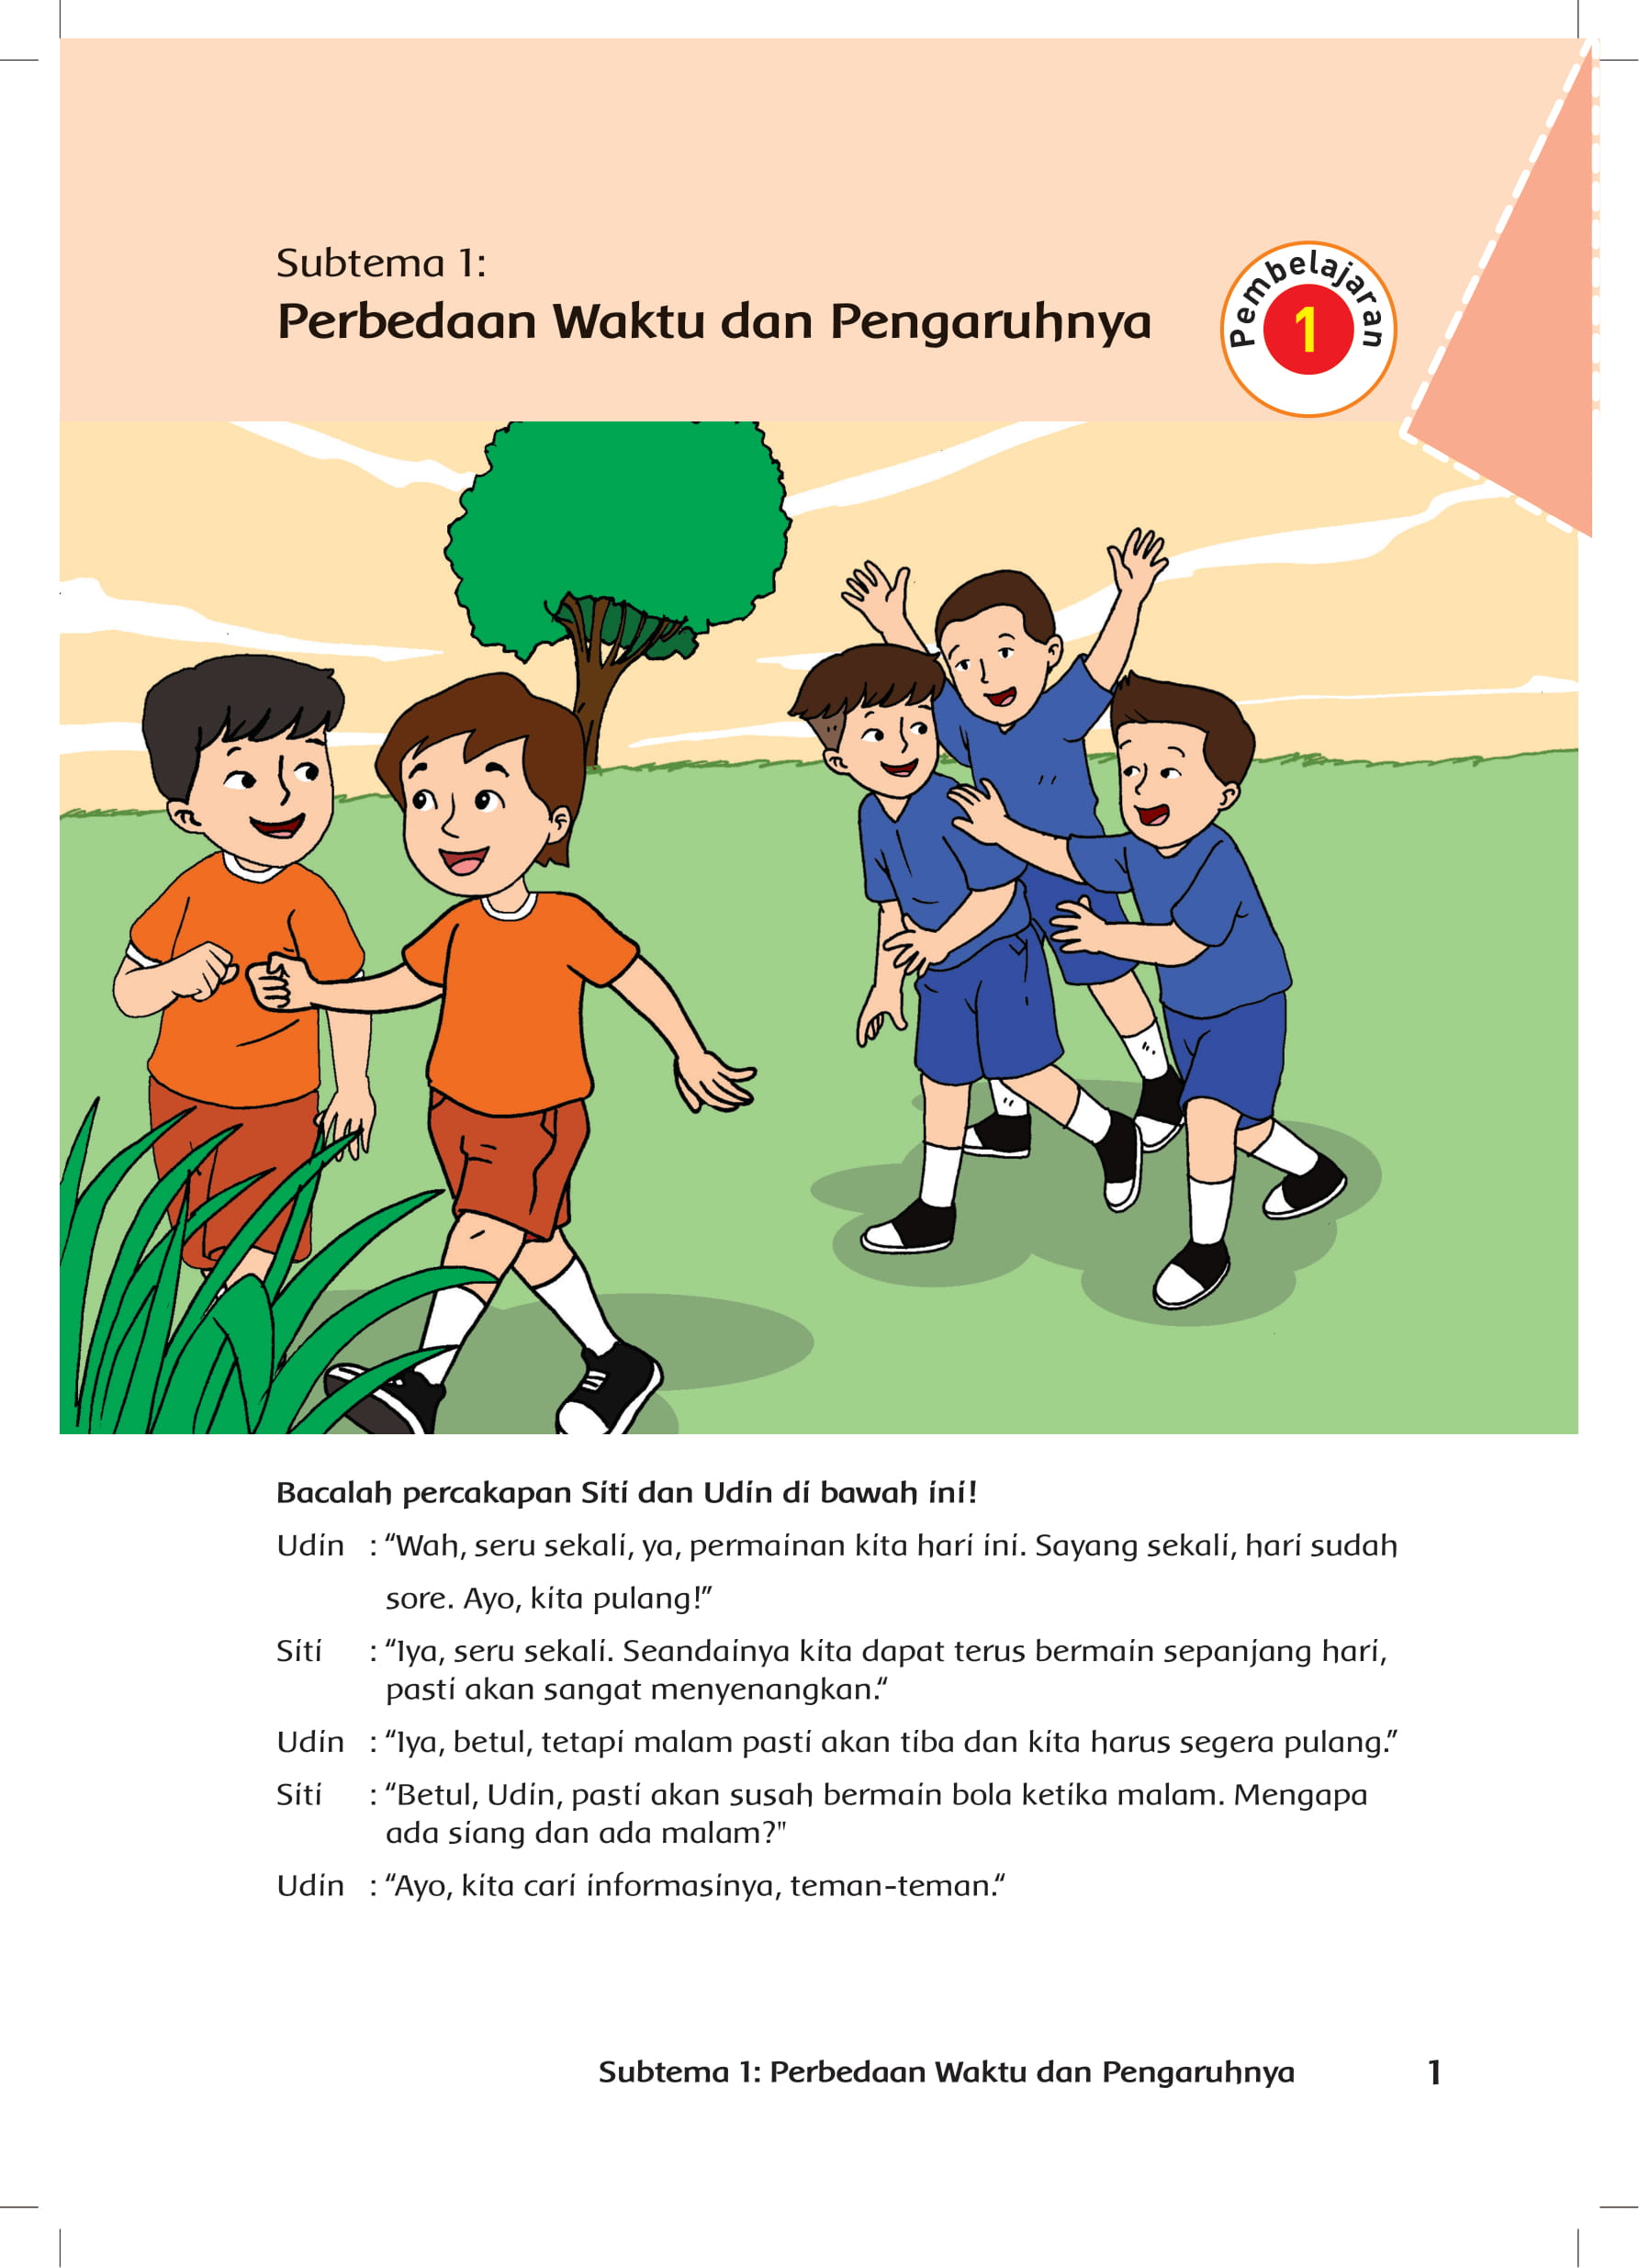 Subtema 1:
Perbedaan Waktu dan Pengaruhnya
Pembelajaran
1
Bacalah percakapan Siti dan Udin di bawah ini!
Udin : “Wah, seru sekali, ya, permainan kita hari ini. Sayang sekali, hari sudah
sore. Ayo, kita pulang!”
Siti : “Iya, seru sekali. Seandainya kita dapat terus bermain sepanjang hari,
pasti akan sangat menyenangkan.“
Udin : “Iya, betul, tetapi malam pasti akan tiba dan kita harus segera pulang.”
Siti : “Betul, Udin, pasti akan susah bermain bola ketika malam. Mengapa
ada siang dan ada malam?"
Udin : “Ayo, kita cari informasinya, teman-teman.“
Subtema 1: Perbedaan Waktu dan Pengaruhnya 1